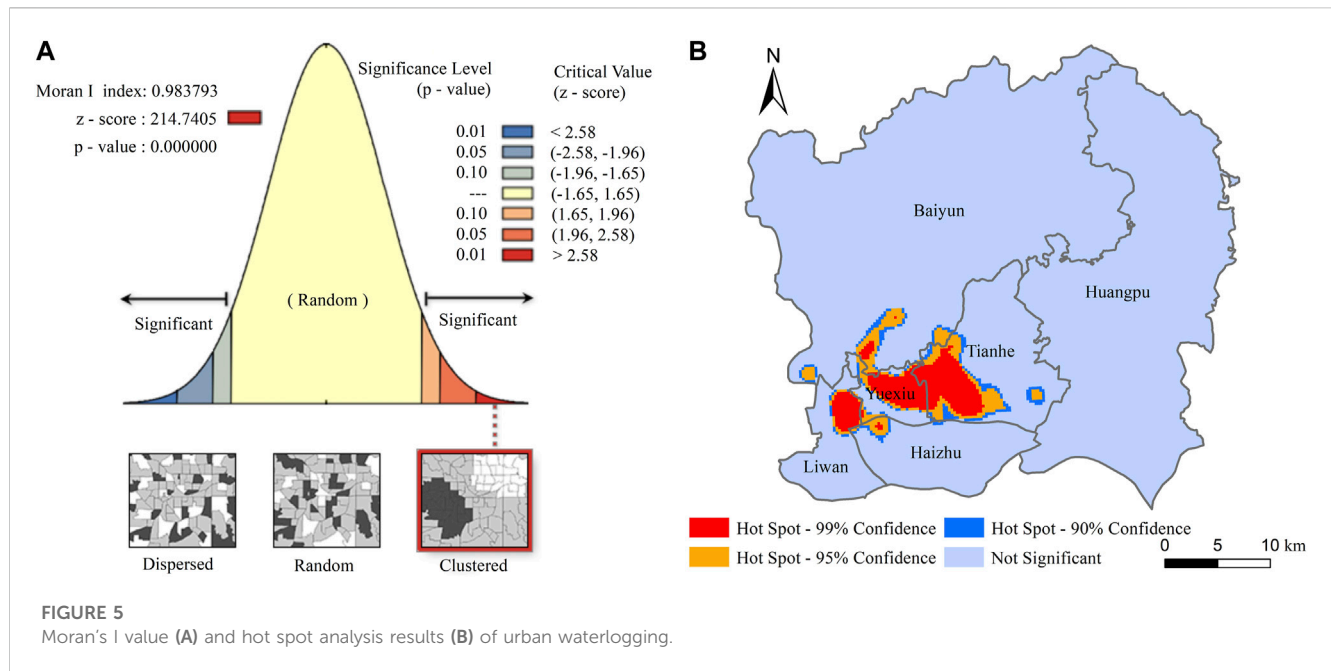 A
Moran I index: 0.983793
z - score : 214.7405
p - value : 0.000000
Significance Level
(p - value)
Critical Value
(z - score)
0.01 < 2.58
0.05 (-2.58, -1.96)
0.10 (-1.96, -1.65)
--- (-1.65, 1.65)
0.10 (1.65, 1.96)
0.05 (1.96, 2.58)
0.01 > 2.58
Significant
( Random )
Significant
Dispersed
Random
Clustered
B
N
Baiyun
Huangpu
Tianhe
Yuexiu
Haizhu
Liwan
Hot Spot - 99% Confidence
Hot Spot - 90% Confidence
Hot Spot - 95% Confidence
Not Significant
0 5 10 km
FIGURE 5
Moran's I value (A) and hot spot analysis results (B) of urban waterlogging.